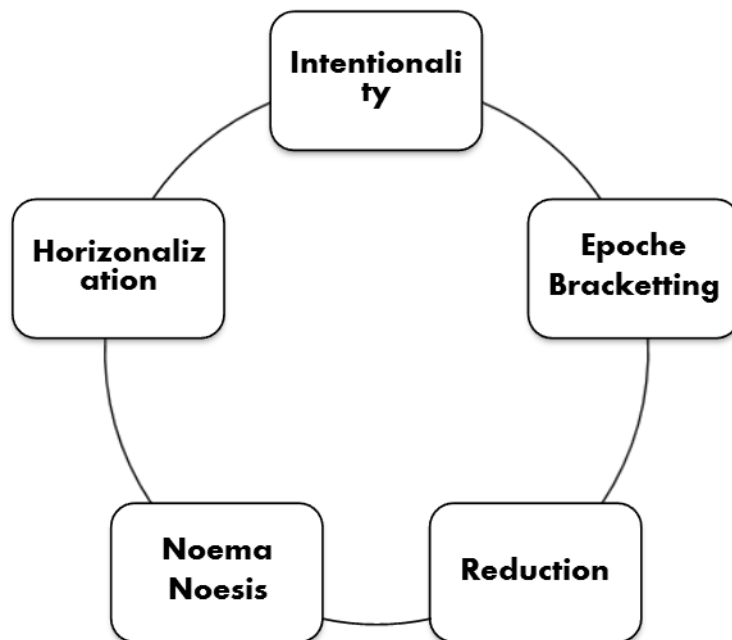 Intentionali
ty
Epoche
Bracketting
Reduction
Noema
Noesis
Horizonaliz
ation